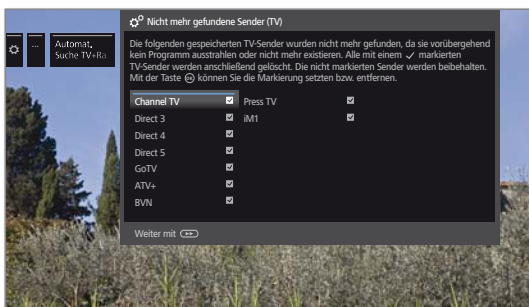 Nicht mehr gefundene Sender (TV)
...
Automat.
Suche TV+Ra
Die folgenden gespeicherten TV-Sender wurden nicht mehr gefunden, da sie vorübergehend
kein Programm ausstrahlen oder nicht mehr existieren. Alle mit einem ✓ markierten
TV-Sender werden anschließend gelöscht. Die nicht markierten Sender werden beibehalten.
Mit der Taste OK können Sie die Markierung setzten bzw. entfernen.
Channel TV
Direct 3
Direct 4
Direct 5
GoTV
ATV+
BVN
Press TV
iM1
Weiter mit